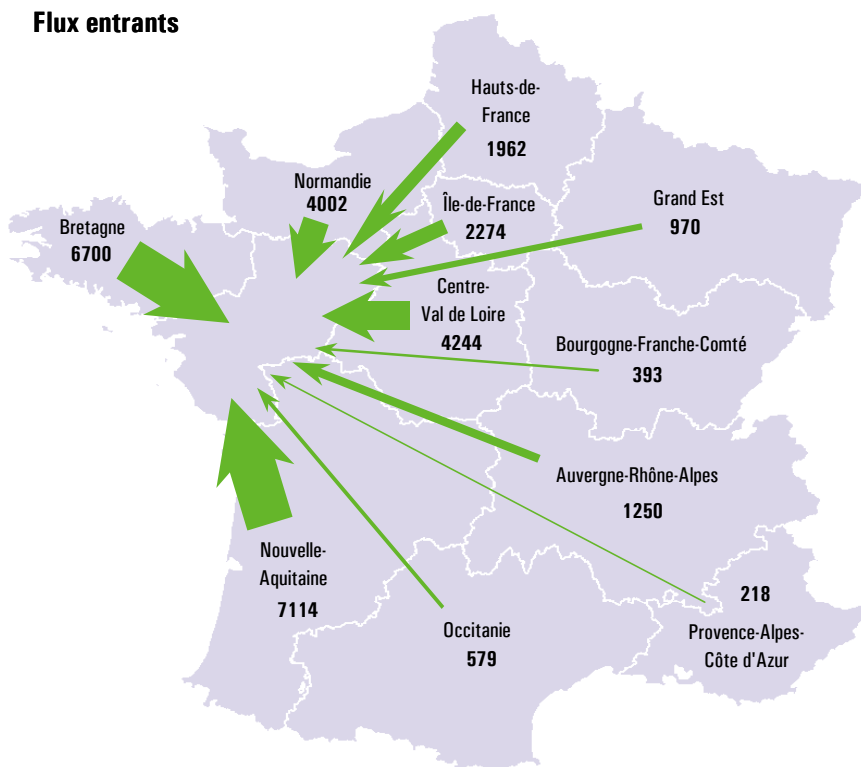 Flux entrants
Hauts-de-
France
1962
Normandie
4002
Île-de-France
2274
Grand Est
970
Bretagne
6700
Centre-
Val de Loire
4244
Bourgogne-Franche-Comté
393
Auvergne-Rhône-Alpes
1250
Nouvelle-
Aquitaine
7114
Occitanie
579
218
Provence-Alpes-
Côte d'Azur